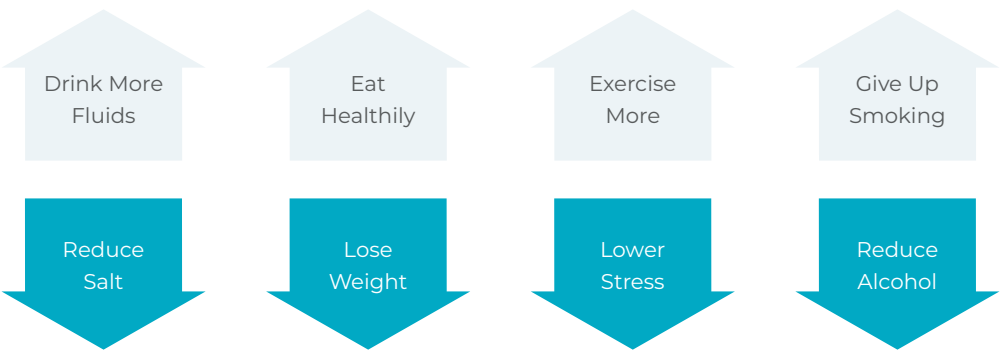 Drink More
Fluids
Eat
Healthily
Exercise
More
Give Up
Smoking
Reduce
Salt
Lose
Weight
Lower
Stress
Reduce
Alcohol